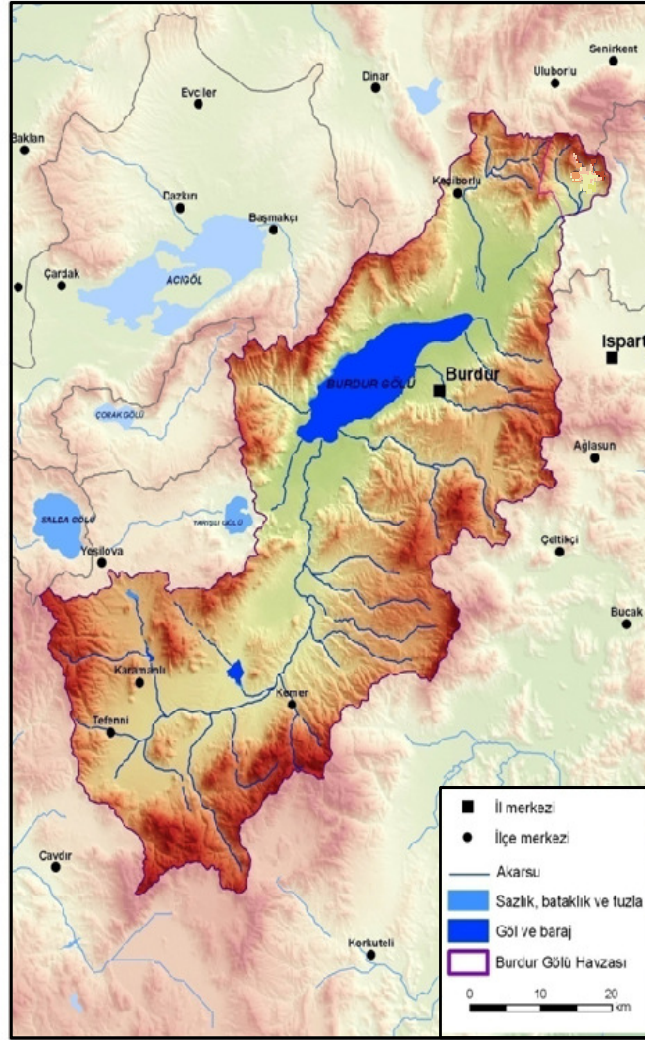 Senirkent
Dinar
Uluborlu
Evciler
Baklan
Keçiborlu
Dazkırı
Başmakçı
Çardak
ACIGÖL
Ispart
Burdur
BURDUR GÖLÜ
ÇORAK GÖLÜ
Ağlasun
SALDA GÖLÜ
YARIŞLI GÖLÜ
Yeşilova
Çeltikçi
Bucak
Karamanlı
Kemer
Tefenni
Çavdır
Korkuteli
İl merkezi
İlçe merkezi
Akarsu
Sazlık, bataklık ve tuzla
Göl ve baraj
Burdur Gölü Havzası
0 10 20
km